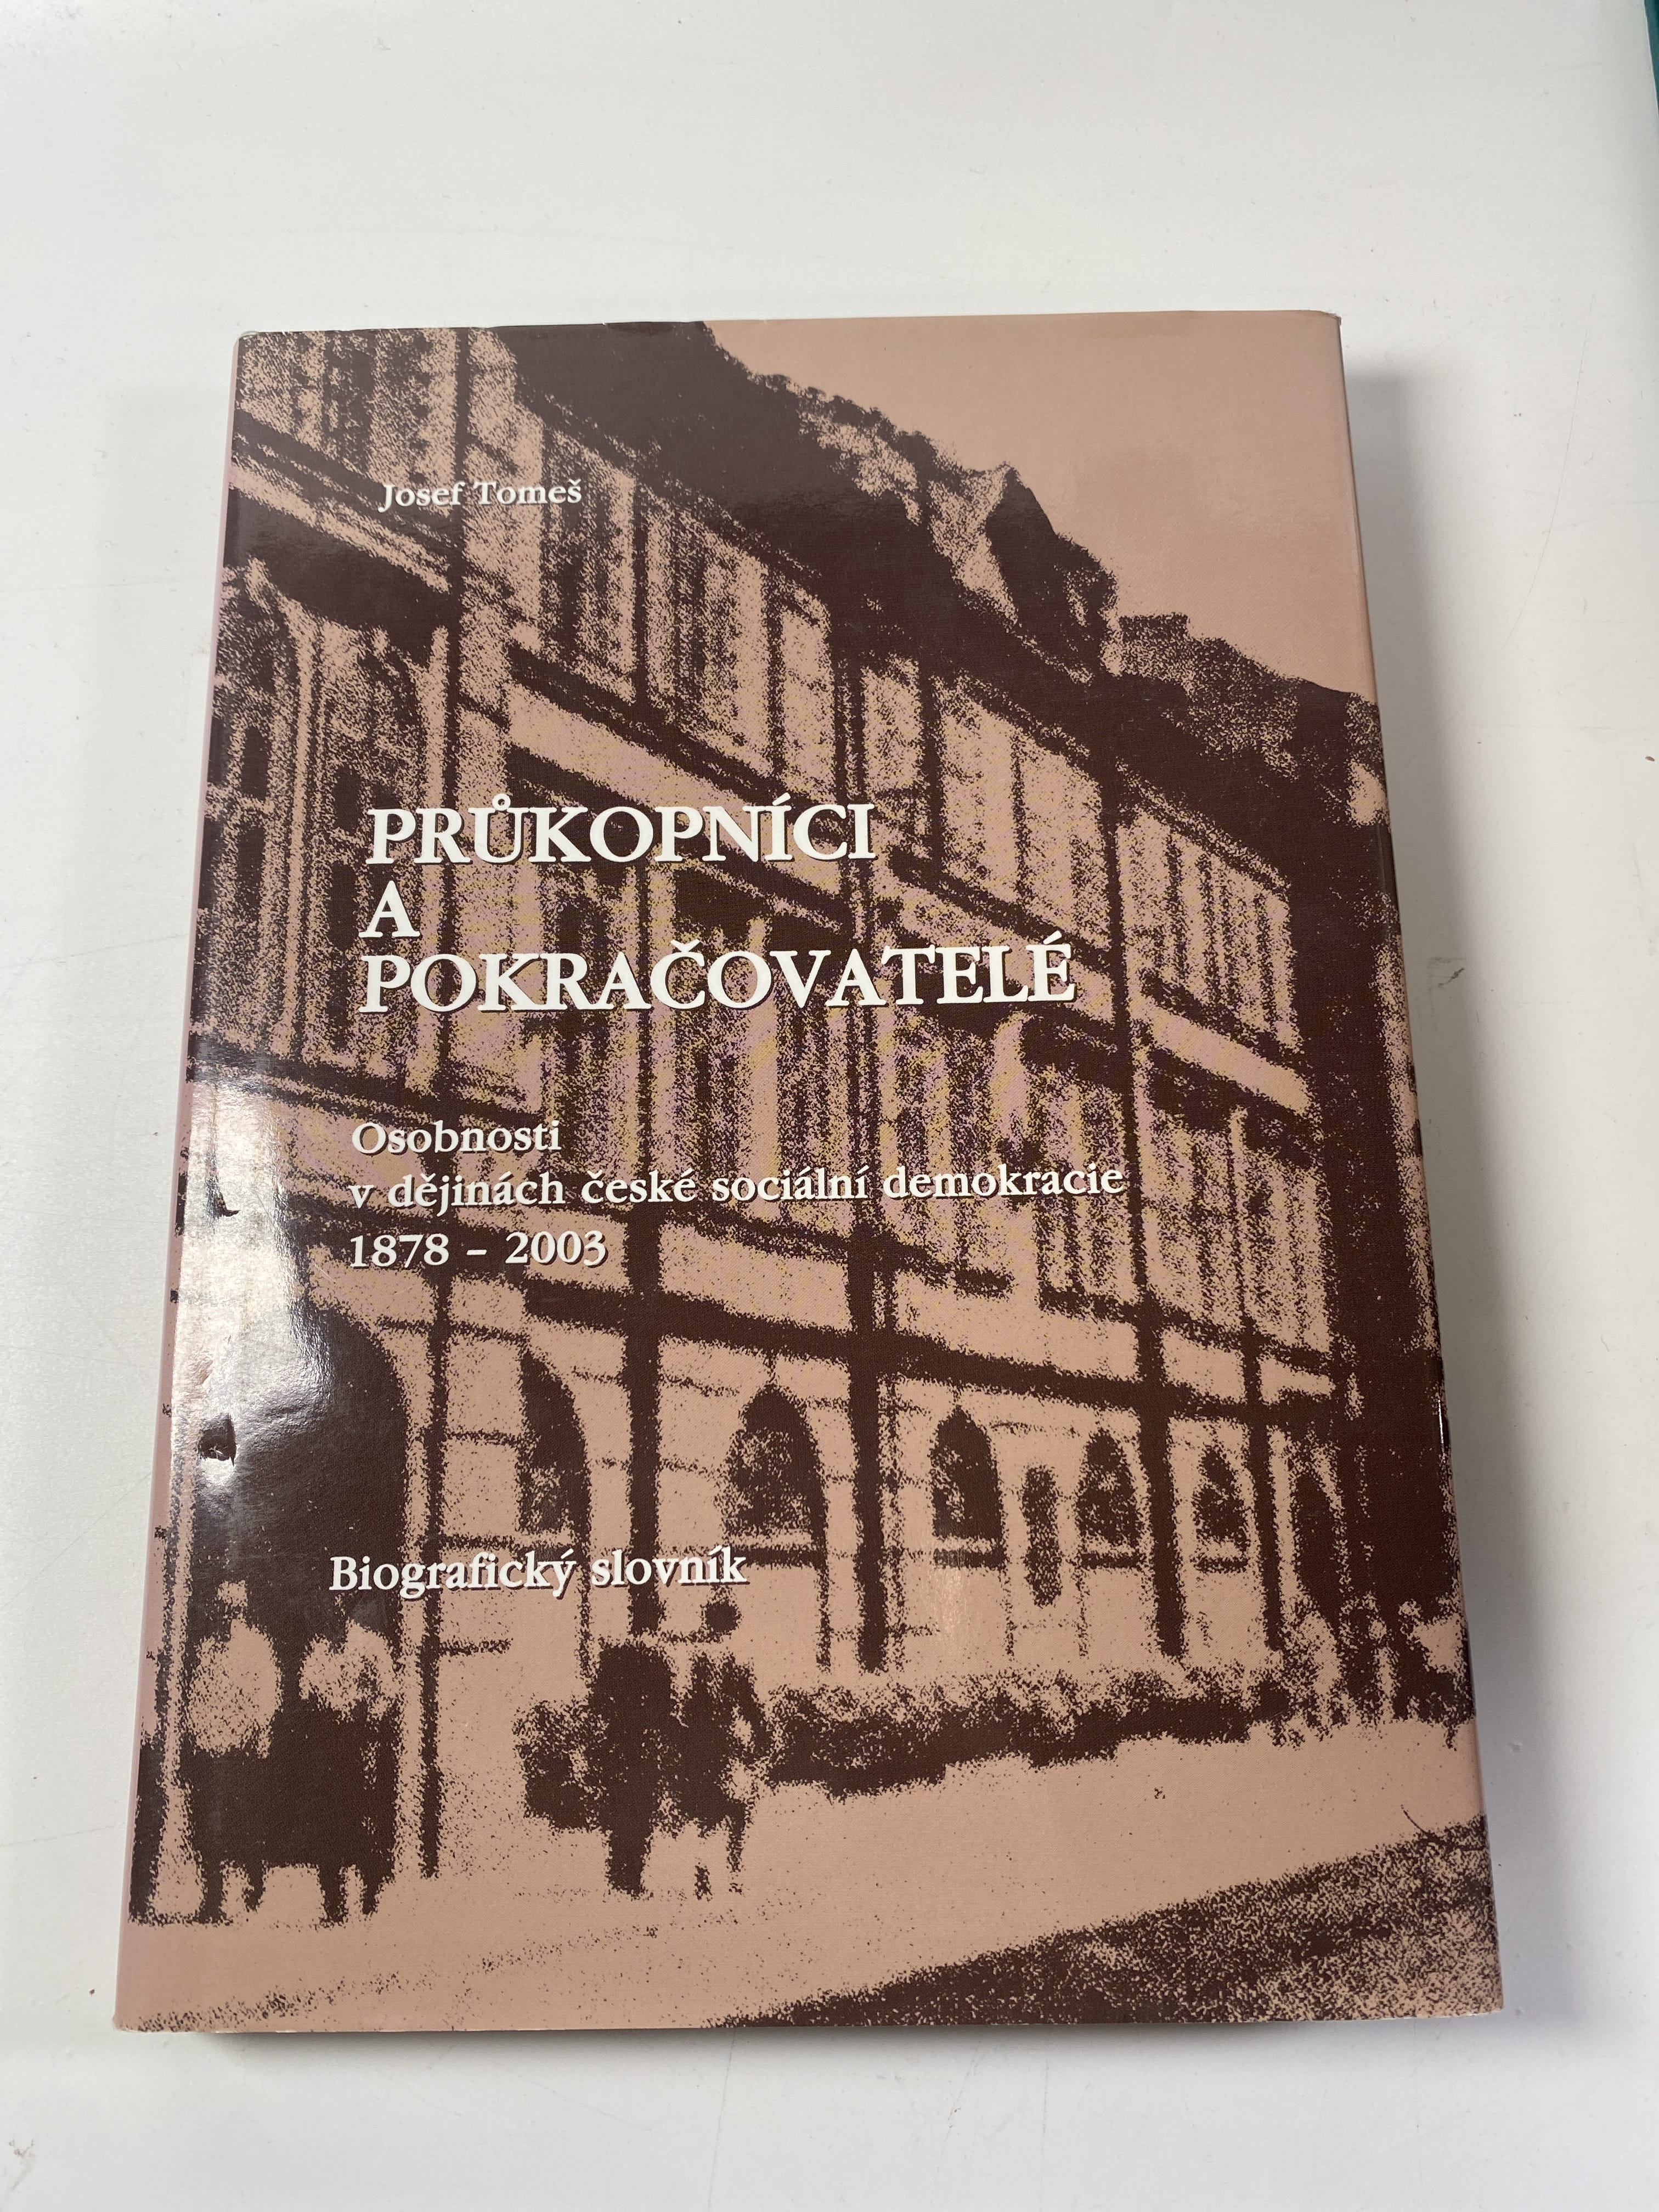 Josef Tomeš
PRŮKOPNÍCI
A
POKRAČOVATELÉ
Osobnosti
v dějinách české sociální demokracie
1878 – 2003
Biografický slovník